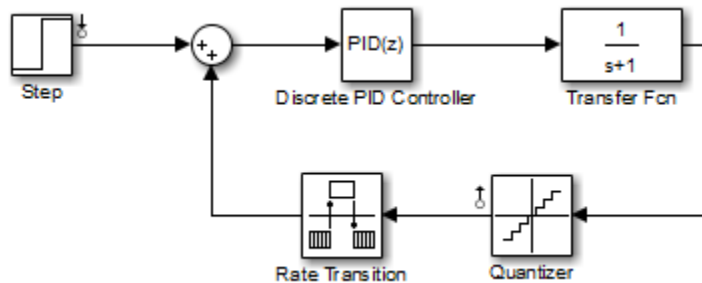 +
+
PID(z)
1
s+1
Step
Discrete PID Controller
Transfer Fcn
Rate Transition
Quantizer